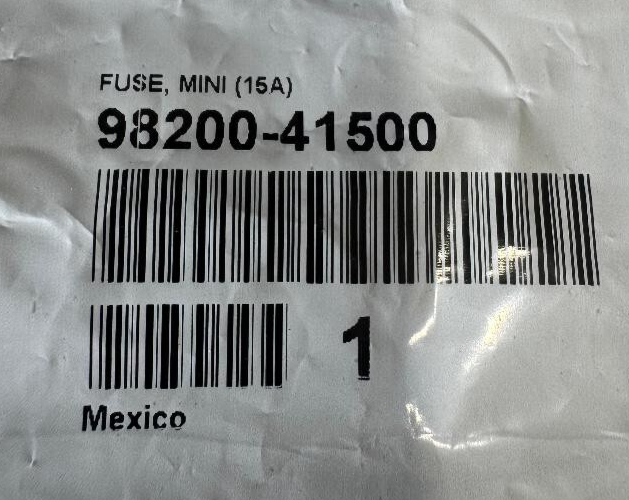 FUSE, MINI (15A)
98200-41500
1
Mexico